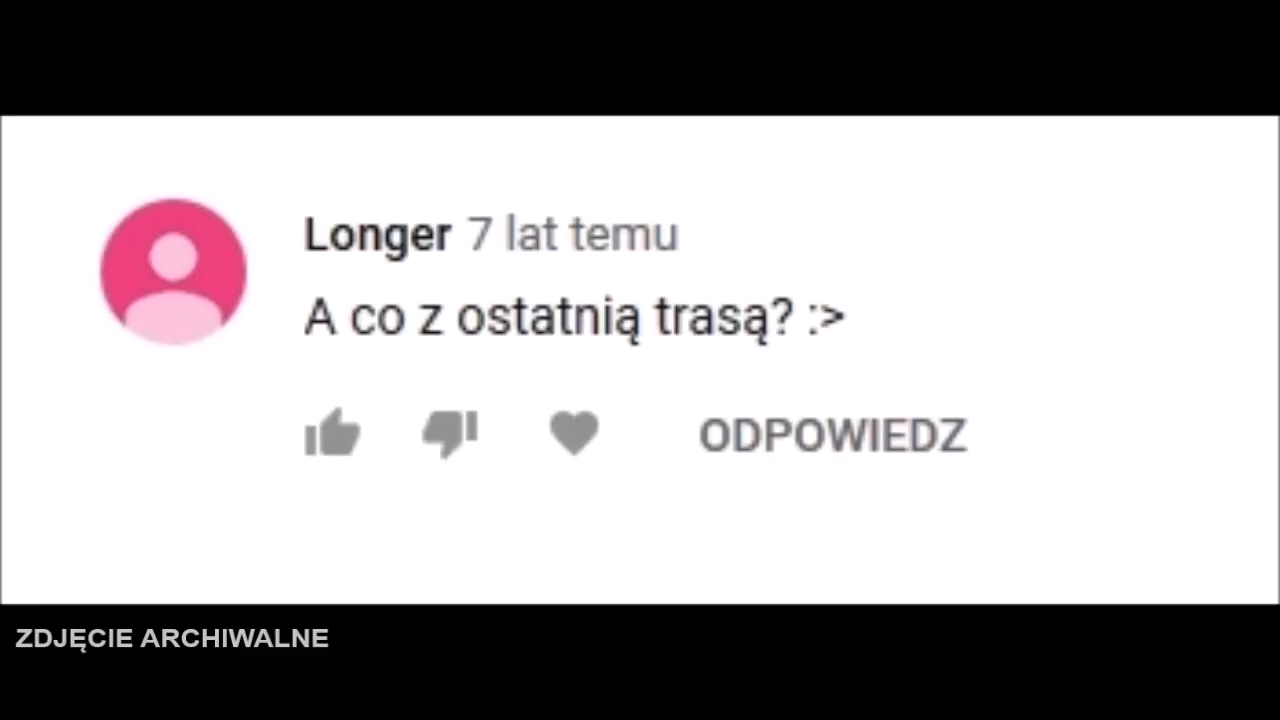 Longer 7 lat temu
A co z ostatnią trasą? :>
ODPOWIEDZ
ZDJĘCIE ARCHIWALNE